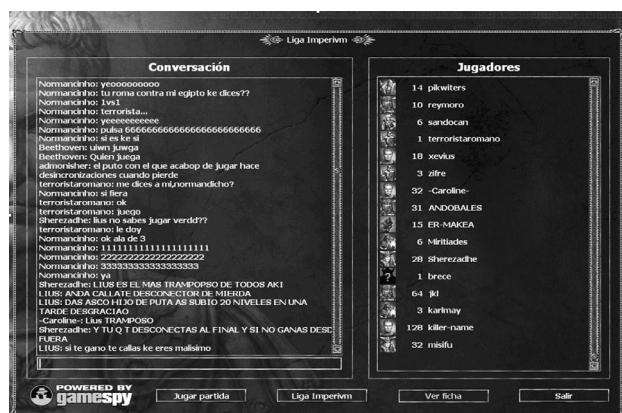 Liga Imperivm
Conversación
Normancinho: yeooooooooo
Normancinho: tu roma contra mi egipto ke dices??
Normancinho: 1vs1
Normancinho: terrorista...
Normancinho: yeeeeeeeeeee
Normancinho: pulsa 6666666666666666666666666
Normancinho: si es ke si
Beethoven: uiwn juwga
Beethoven: Quien juega
admonisher: el puto con el que acabop de jugar hace
desincronizaciones cuando pierde
terroristaromano: me dices a mi,normandicho?
Normancinho: si fiera
terroristaromano: ok
terroristaromano: juego
Sherezadhe: lius no sabes jugar verdd??
terroristaromano: le doy
Normancinho: ok ala de 3
Normancinho: 11111111111111111111
Normancinho: 2222222222222222222
Normancinho: 333333333333333333
Normancinho: ya
Sherezadhe: LIUS ES EL MAS TRAMPOPSO DE TODOS AKI
LIUS: ANDA CALLATE DESCONECTOR DE MIERDA
LIUS: DAS ASCO HIJO DE PUTA AS SUBIO 20 NIVELES EN UNA
TARDE DESGRACIAO
-Caroline-: Lius TRAMPOSO
Sherezadhe: Y TU Q T DESCONECTAS AL FINAL Y SI NO GANAS DESD
FUERA
LIUS: si te gano te callas ke eres malisimo
Jugadores
14 pikwiters
10 reymoro
6 sandocan
1 terroristaromano
18 xevius
3 zifre
32 -Caroline-
31 ANDOBALES
15 ER-MAKEA
6 Miritiades
28 Sherezadhe
1 brece
64 jkl
3 karlmay
128 killer-name
32 misifu
POWERED BY
gamespy
Jugar partida
Liga Imperivm
Ver ficha
Salir